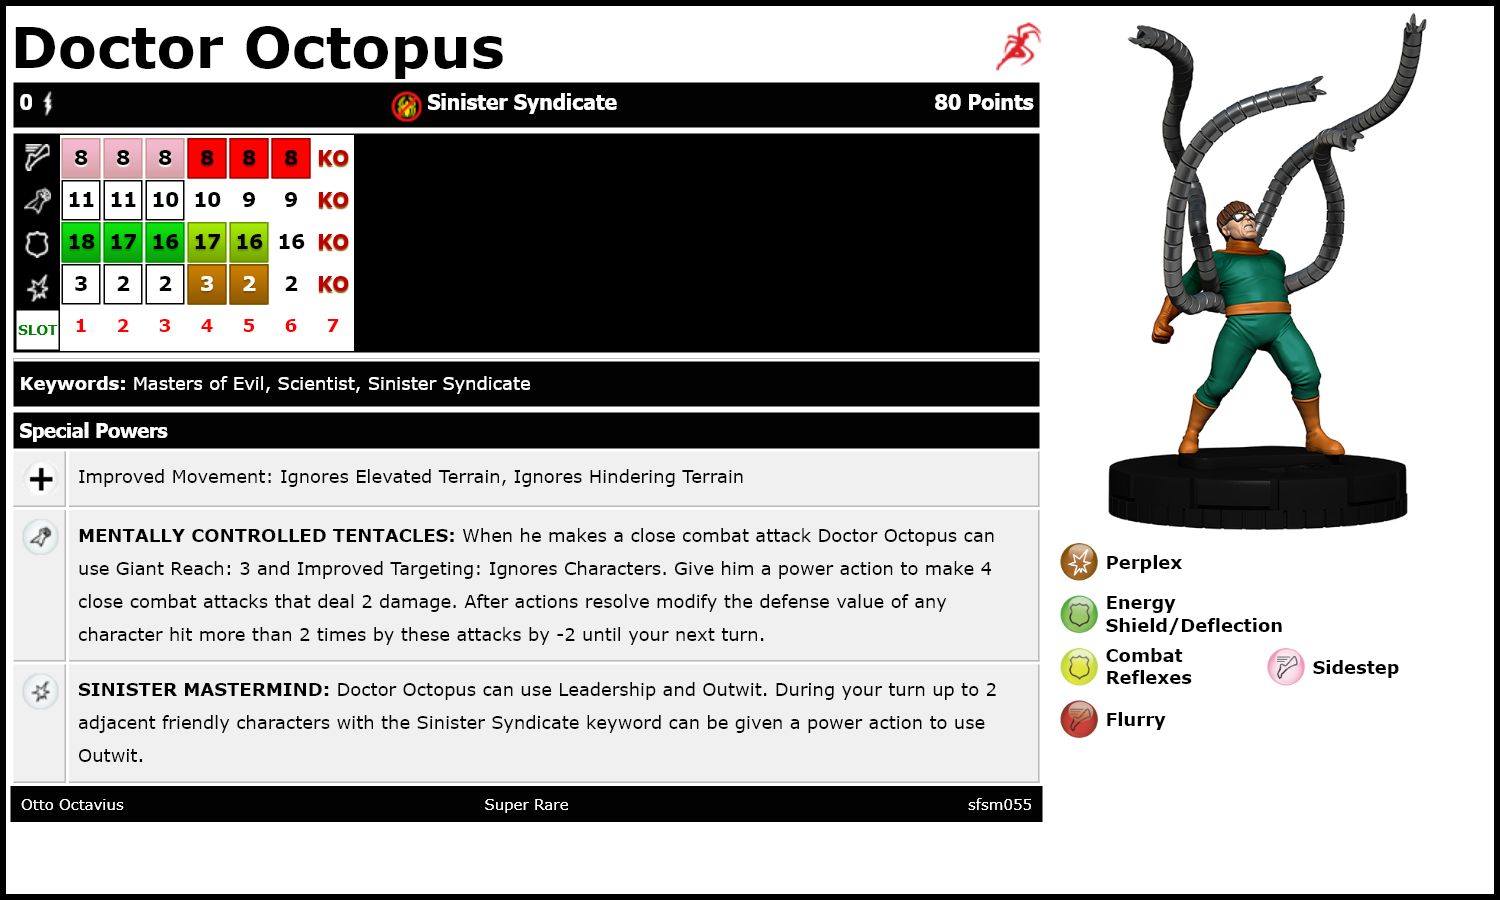 Doctor Octopus
0 Sinister Syndicate 80 Points
8 8 8 8 8 8 KO
11 11 10 10 9 9 KO
18 17 16 17 16 16 KO
3 2 2 3 2 2 KO
SLOT 1 2 3 4 5 6 7
Keywords: Masters of Evil, Scientist, Sinister Syndicate
Special Powers
Improved Movement: Ignores Elevated Terrain, Ignores Hindering Terrain
MENTALLY CONTROLLED TENTACLES: When he makes a close combat attack Doctor Octopus can
use Giant Reach: 3 and Improved Targeting: Ignores Characters. Give him a power action to make 4
close combat attacks that deal 2 damage. After actions resolve modify the defense value of any
character hit more than 2 times by these attacks by -2 until your next turn.
SINISTER MASTERMIND: Doctor Octopus can use Leadership and Outwit. During your turn up to 2
adjacent friendly characters with the Sinister Syndicate keyword can be given a power action to use
Outwit.
Otto Octavius Super Rare sfsm055
Perplex
Energy
Shield/Deflection
Combat
Reflexes
Sidestep
Flurry